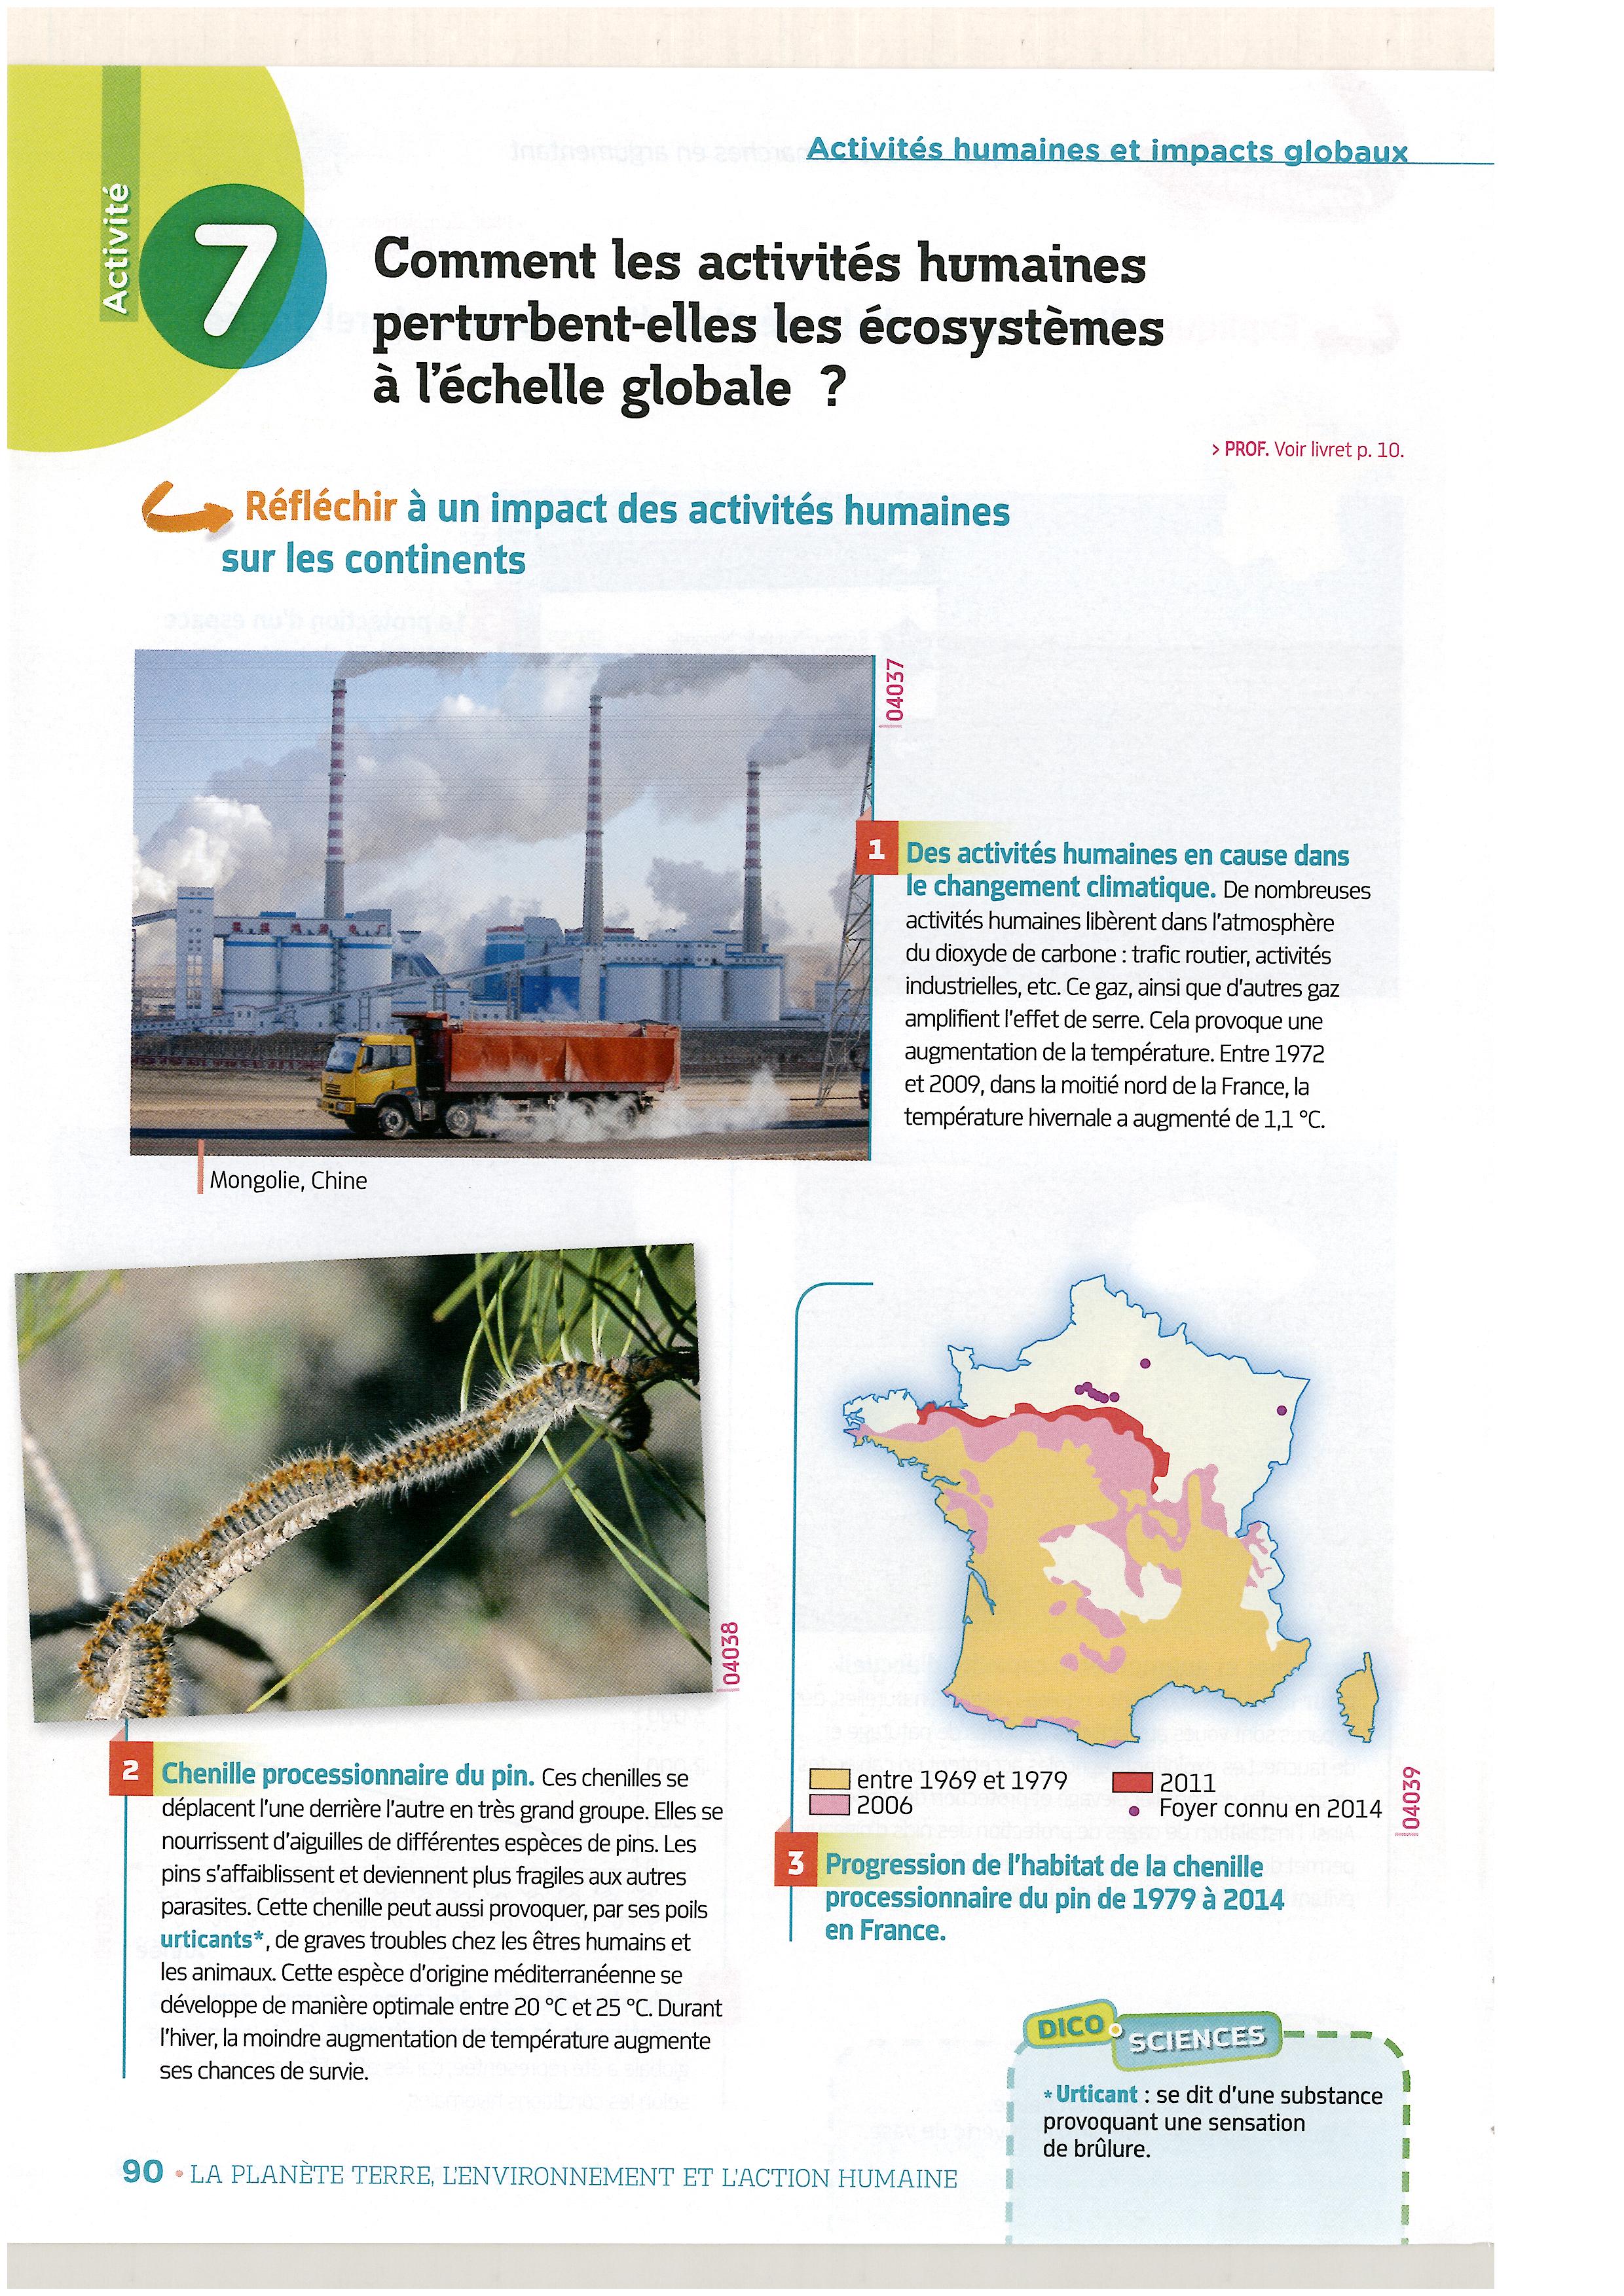 Activités humaines et impacts globaux
Activité
7
Comment les activités humaines
perturbent-elles les écosystèmes
à l'échelle globale ?
> PROF. Voir livret p. 10.
Réfléchir à un impact des activités humaines
sur les continents
04037
1 Des activités humaines en cause dans
le changement climatique. De nombreuses
activités humaines libèrent dans l'atmosphère
du dioxyde de carbone : trafic routier, activités
industrielles, etc. Ce gaz, ainsi que d'autres gaz
amplifient l'effet de serre. Cela provoque une
augmentation de la température. Entre 1972
et 2009, dans la moitié nord de la France, la
température hivernale a augmenté de 1,1 °C.
Mongolie, Chine
04038
2 Chenille processionnaire du pin. Ces chenilles se
déplacent l'une derrière l'autre en très grand groupe. Elles se
nourrissent d'aiguilles de différentes espèces de pins. Les
pins s'affaiblissent et deviennent plus fragiles aux autres
parasites. Cette chenille peut aussi provoquer, par ses poils
urticants*, de graves troubles chez les êtres humains et
les animaux. Cette espèce d'origine méditerranéenne se
développe de manière optimale entre 20 °C et 25 °C. Durant
l'hiver, la moindre augmentation de température augmente
ses chances de survie.
entre 1969 et 1979
2006
2011
Foyer connu en 2014
04039
3 Progression de l'habitat de la chenille
processionnaire du pin de 1979 à 2014
en France.
DICO SCIENCES
*Urticant : se dit d'une substance
provoquant une sensation
de brûlure.
90 • LA PLANÈTE TERRE, L'ENVIRONNEMENT ET L'ACTION HUMAINE